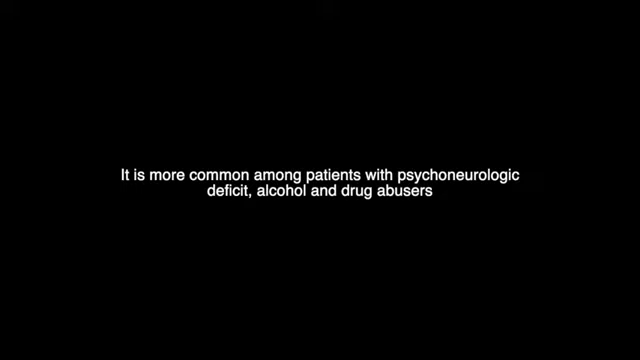 It is more common among patients with psychoneurologic
deficit, alcohol and drug abusers